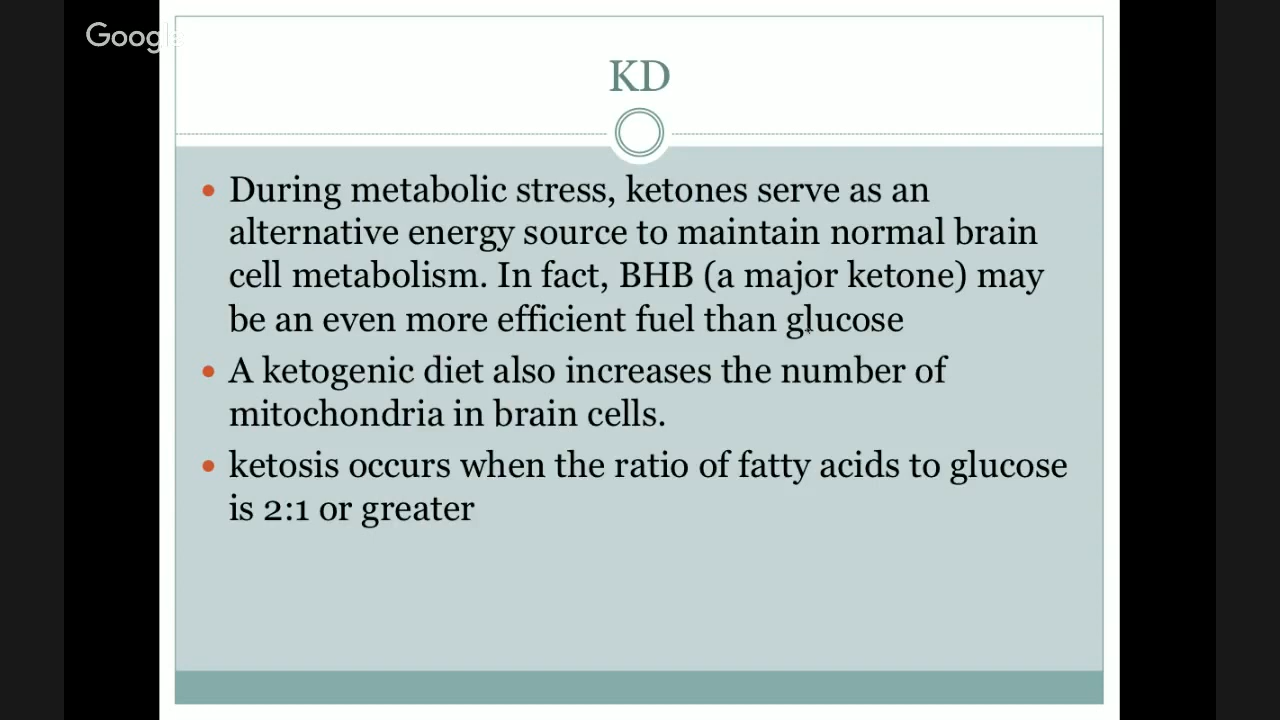 Google
KD
During metabolic stress, ketones serve as an
alternative energy source to maintain normal brain
cell metabolism. In fact, BHB (a major ketone) may
be an even more efficient fuel than glucose
A ketogenic diet also increases the number of
mitochondria in brain cells.
ketosis occurs when the ratio of fatty acids to glucose
is 2:1 or greater